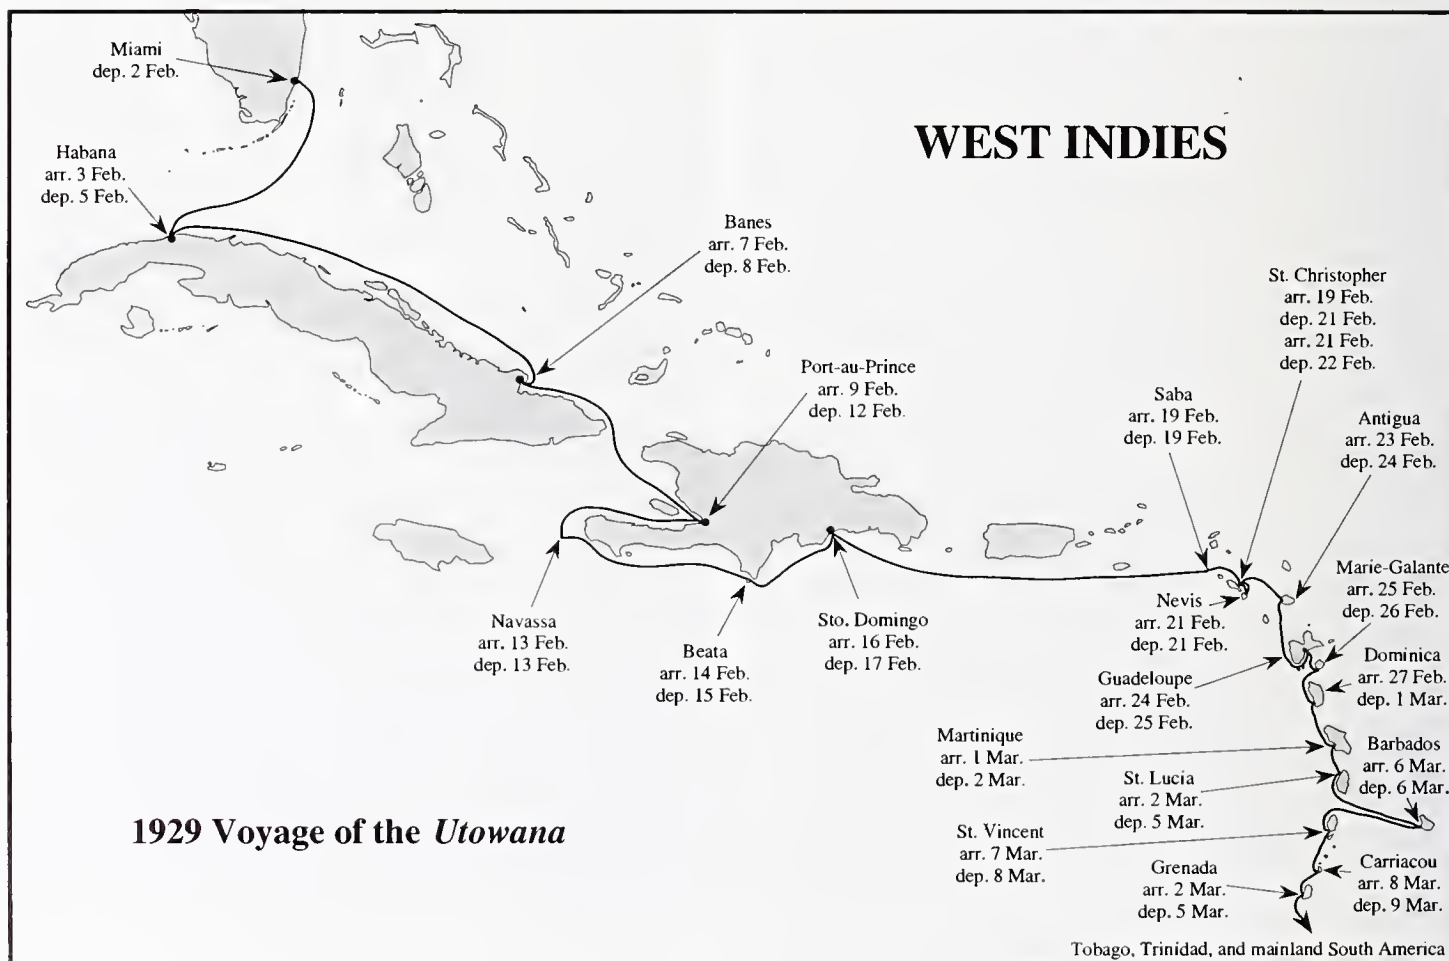 WEST INDIES
Miami
dep. 2 Feb.
Habana
arr. 3 Feb.
dep. 5 Feb.
Banes
arr. 7 Feb.
dep. 8 Feb.
Port-au-Prince
arr. 9 Feb.
dep. 12 Feb.
Navassa
arr. 13 Feb.
dep. 13 Feb.
Beata
arr. 14 Feb.
dep. 15 Feb.
Sto. Domingo
arr. 16 Feb.
dep. 17 Feb.
Saba
arr. 19 Feb.
dep. 19 Feb.
St. Christopher
arr. 19 Feb.
dep. 21 Feb.
arr. 21 Feb.
dep. 22 Feb.
Nevis
arr. 21 Feb.
dep. 21 Feb.
Antigua
arr. 23 Feb.
dep. 24 Feb.
Guadeloupe
arr. 24 Feb.
dep. 25 Feb.
Marie-Galante
arr. 25 Feb.
dep. 26 Feb.
Dominica
arr. 27 Feb.
dep. 1 Mar.
Martinique
arr. 1 Mar.
dep. 2 Mar.
St. Lucia
arr. 2 Mar.
dep. 5 Mar.
Barbados
arr. 6 Mar.
dep. 6 Mar.
St. Vincent
arr. 7 Mar.
dep. 8 Mar.
Carriacou
arr. 8 Mar.
dep. 9 Mar.
Grenada
arr. 2 Mar.
dep. 5 Mar.
Tobago, Trinidad, and mainland South America
1929 Voyage of the Utowana